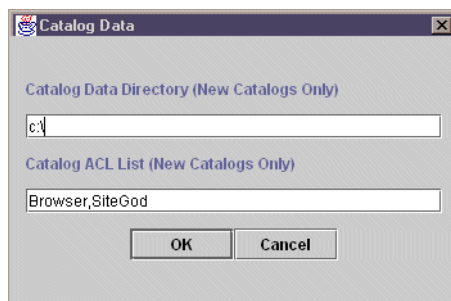 Catalog Data
Catalog Data Directory (New Catalogs Only)
c:\
Catalog ACL List (New Catalogs Only)
Browser,SiteGod
OK Cancel